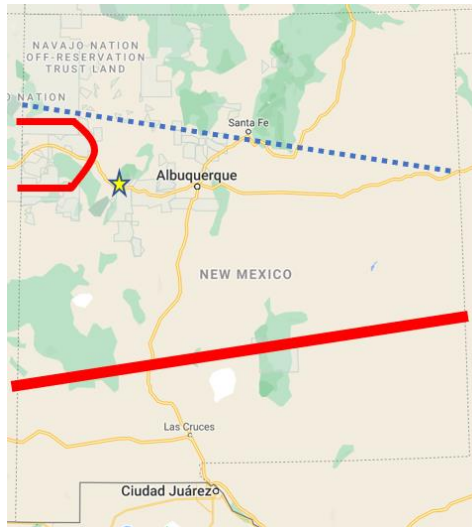 NAVAJO NATION
OFF-RESERVATION
TRUST LAND
O NATION
Santa Fe
Albuquerque
NEW MEXICO
Las Cruces
Ciudad Juárez